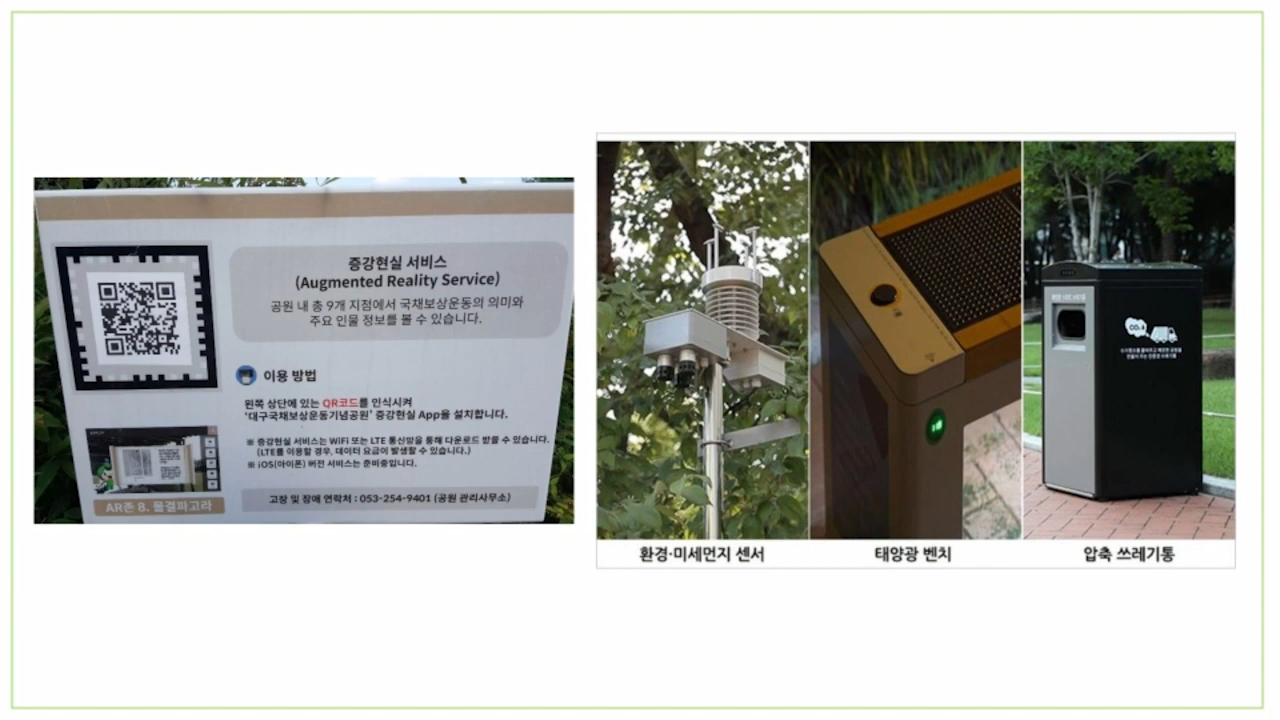 증강현실 서비스
(Augmented Reality Service)
공원 내 총 9개 지점에서 국채보상운동의 의미와
주요 인물 정보를 볼 수 있습니다.
이용 방법
왼쪽 상단에 있는 QR코드를 인식시켜
'대구국채보상운동기념공원' 증강현실 App을 설치합니다.
※ 증강현실 서비스는 WiFi 또는 LTE 통신망을 통해 다운로드 받을 수 있습니다.
(LTE를 이용할 경우, 데이터 요금이 발생할 수 있습니다.)
※ iOS(아이폰) 버전 서비스는 준비중입니다.
고장 및 장애 연락처 : 053-254-9401 (공원 관리사무소)
AR존 8. 물결파고라
CO₂
환경·미세먼지 센서
태양광 벤치
압축 쓰레기통